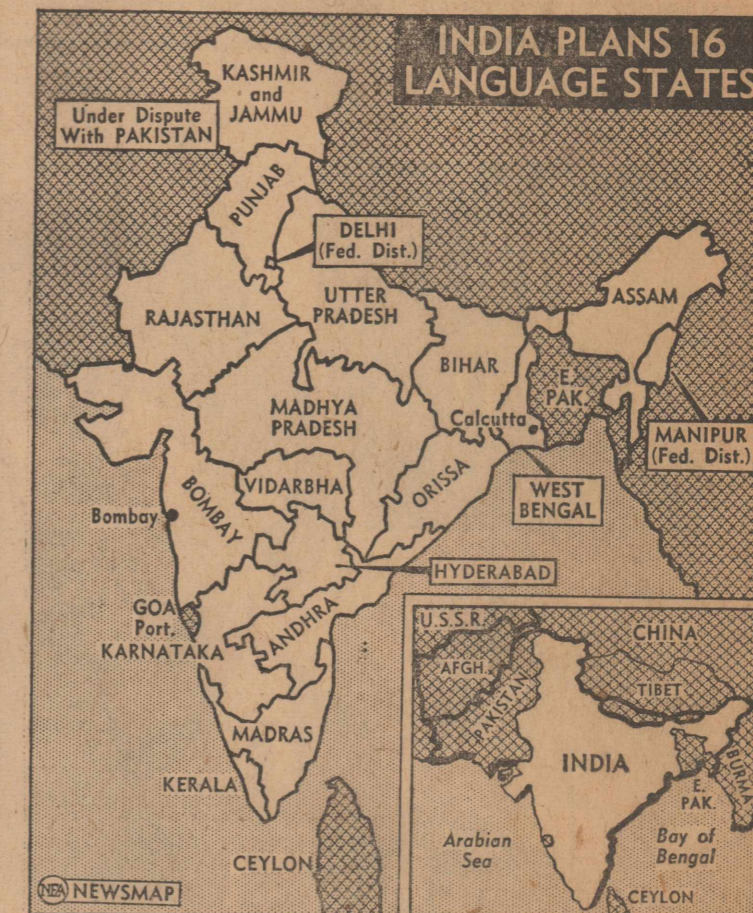 INDIA PLANS 16
LANGUAGE STATES
KASHMIR
and
JAMMU
Under Dispute
With PAKISTAN
PUNJAB
DELHI
(Fed. Dist.)
RAJASTHAN
UTTER
PRADESH
ASSAM
BIHAR
E.
PAK.
MADHYA
PRADESH
Calcutta
MANIPUR
(Fed. Dist.)
VIDARBHA
ORISSA
WEST
BENGAL
BOMBAY
Bombay
HYDERABAD
GOA
Port.
KARNATAKA
ANDHRA
MADRAS
KERALA
CEYLON
NEA NEWSMAP
U.S.S.R.
CHINA
AFGH.
TIBET
PAKISTAN
INDIA
BURMA
E.
PAK.
Arabian
Sea
Bay of
Bengal
CEYLON